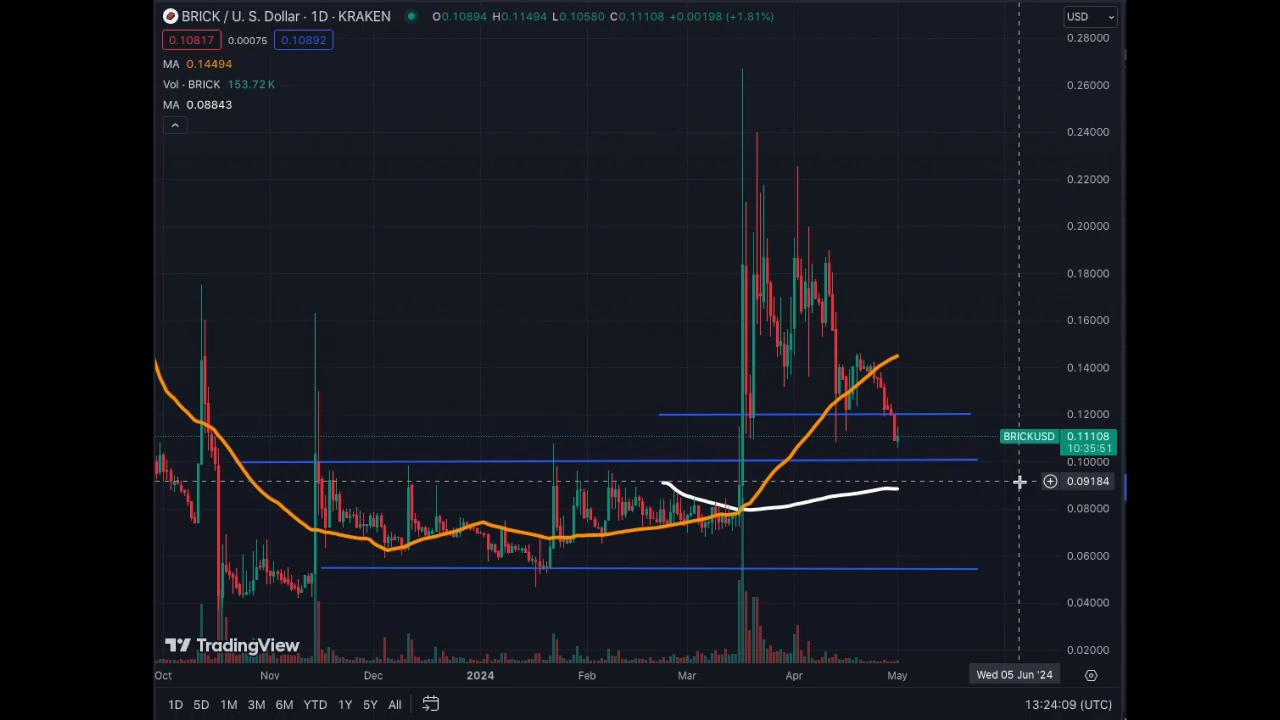 BRICK / U. S. Dollar · 1D · KRAKEN O0.10894 H0.11494 L0.10580 C0.11108 +0.00198 (+1.81%) USD
0.10817 0.00075 0.10892
MA 0.14494
Vol · BRICK 153.72 K
MA 0.08843
0.28000
0.26000
0.24000
0.22000
0.20000
0.18000
0.16000
0.14000
0.12000
BRICKUSD 0.11108
10:35:51
0.10000
0.09184
0.08000
0.06000
0.04000
0.02000
TradingView
Oct Nov Dec 2024 Feb Mar Apr May Wed 05 Jun '24
1D 5D 1M 3M 6M YTD 1Y 5Y All 13:24:09 (UTC)